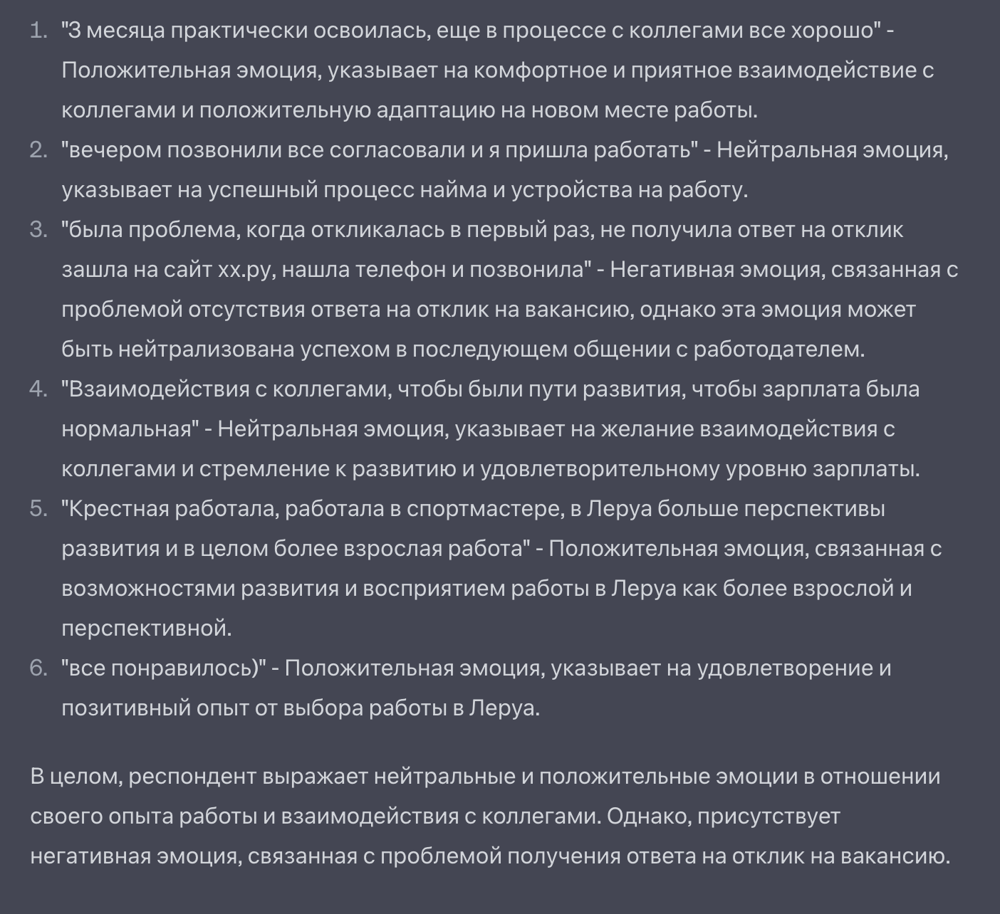 1. "3 месяца практически освоилась, еще в процессе с коллегами все хорошо" -
Положительная эмоция, указывает на комфортное и приятное взаимодействие с
коллегами и положительную адаптацию на новом месте работы.
2. "вечером позвонили все согласовали и я пришла работать" - Нейтральная эмоция,
указывает на успешный процесс найма и устройства на работу.
3. "была проблема, когда откликалась в первый раз, не получила ответ на отклик
зашла на сайт хх.ру, нашла телефон и позвонила" - Негативная эмоция, связанная с
проблемой отсутствия ответа на отклик на вакансию, однако эта эмоция может
быть нейтрализована успехом в последующем общении с работодателем.
4. "Взаимодействия с коллегами, чтобы были пути развития, чтобы зарплата была
нормальная" - Нейтральная эмоция, указывает на желание взаимодействия с
коллегами и стремление к развитию и удовлетворительному уровню зарплаты.
5. "Крестная работала, работала в спортмастере, в Леруа больше перспективы
развития и в целом более взрослая работа" - Положительная эмоция, связанная с
возможностями развития и восприятием работы в Леруа как более взрослой и
перспективной.
6. "все понравилось)" - Положительная эмоция, указывает на удовлетворение и
позитивный опыт от выбора работы в Леруа.
В целом, респондент выражает нейтральные и положительные эмоции в отношении
своего опыта работы и взаимодействия с коллегами. Однако, присутствует
негативная эмоция, связанная с проблемой получения ответа на отклик на вакансию.